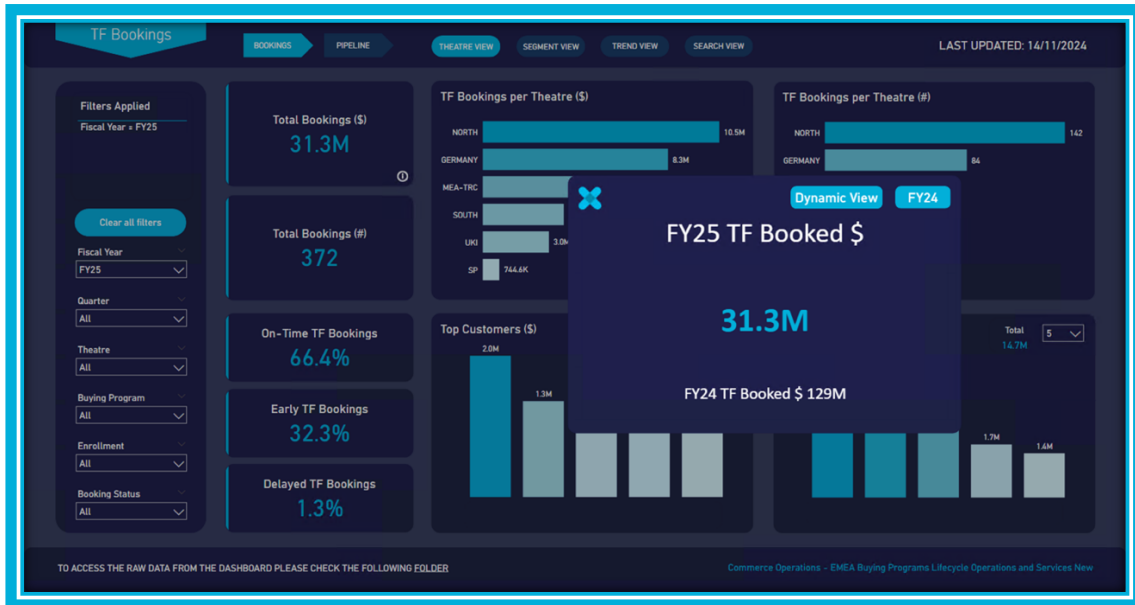 TF Bookings
BOOKINGS
PIPELINE
THEATRE VIEW
SEGMENT VIEW
TREND VIEW
SEARCH VIEW
LAST UPDATED: 14/11/2024
Filters Applied
Fiscal Year = FY25
Clear all filters
Fiscal Year
FY25
Quarter
All
Theatre
All
Buying Program
All
Enrollment
All
Booking Status
All
Total Bookings ($)
31.3M
Total Bookings (#)
372
On-Time TF Bookings
66.4%
Early TF Bookings
32.3%
Delayed TF Bookings
1.3%
TF Bookings per Theatre ($)
NORTH 10.5M
GERMANY 8.3M
MEA-TRC
SOUTH
UKI 3.0M
SP 744.6K
TF Bookings per Theatre (#)
NORTH 142
GERMANY 84
Dynamic View
FY24
FY25 TF Booked $
31.3M
FY24 TF Booked $ 129M
Top Customers ($)
2.0M
1.3M
Total
14.7M
5
1.7M
1.4M
TO ACCESS THE RAW DATA FROM THE DASHBOARD PLEASE CHECK THE FOLLOWING FOLDER
Commerce Operations - EMEA Buying Programs Lifecycle Operations and Services New